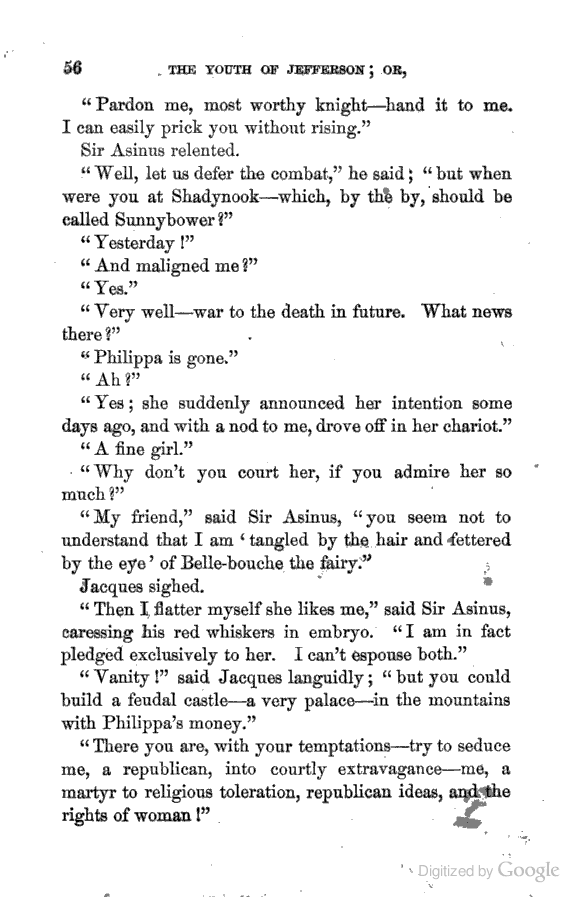 56 THE YOUTH OF JEFFERSON; OR,
"Pardon me, most worthy knight—hand it to me.
I can easily prick you without rising."
Sir Asinus relented.
"Well, let us defer the combat," he said; "but when
were you at Shadynook—which, by the by, should be
called Sunnybower?"
"Yesterday!"
"And maligned me?"
"Yes."
"Very well—war to the death in future. What news
there?"
"Philippa is gone."
"Ah?"
"Yes; she suddenly announced her intention some
days ago, and with a nod to me, drove off in her chariot."
"A fine girl."
"Why don't you court her, if you admire her so
much?"
"My friend," said Sir Asinus, "you seem not to
understand that I am 'tangled by the hair and fettered
by the eye' of Belle-bouche the fairy."
Jacques sighed.
"Then I flatter myself she likes me," said Sir Asinus,
caressing his red whiskers in embryo. "I am in fact
pledged exclusively to her. I can't espouse both."
"Vanity!" said Jacques languidly; "but you could
build a feudal castle—a very palace—in the mountains
with Philippa's money."
"There you are, with your temptations—try to seduce
me, a republican, into courtly extravagance—me, a
martyr to religious toleration, republican ideas, and the
rights of woman!"
Digitized by Google